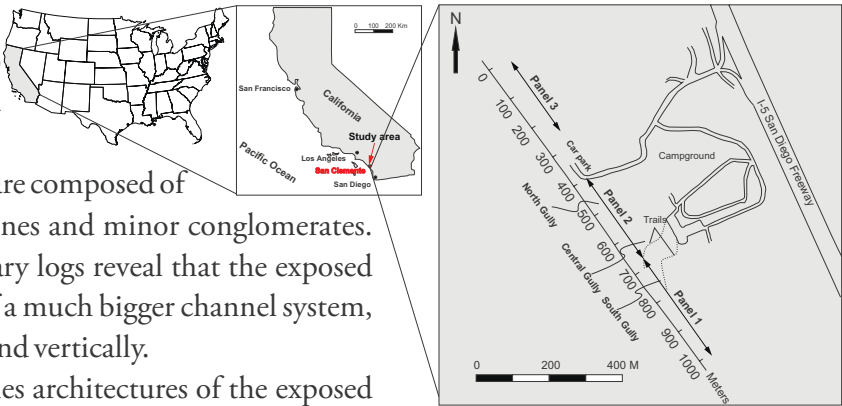 0 100 200 Km
San Francisco
California
Study area
Los Angeles
San Clemente
Pacific Ocean
San Diego
are composed of
nes and minor conglomerates.
ary logs reveal that the exposed
f a much bigger channel system,
nd vertically.
es architectures of the exposed
N
0
100
200
300
400
500
600
700
800
900
1000
Meters
Panel 3
Car park
Panel 2
Panel 1
North Gully
Central Gully
South Gully
Trails
Campground
I-5 San Diego Freeway
0 200 400 M